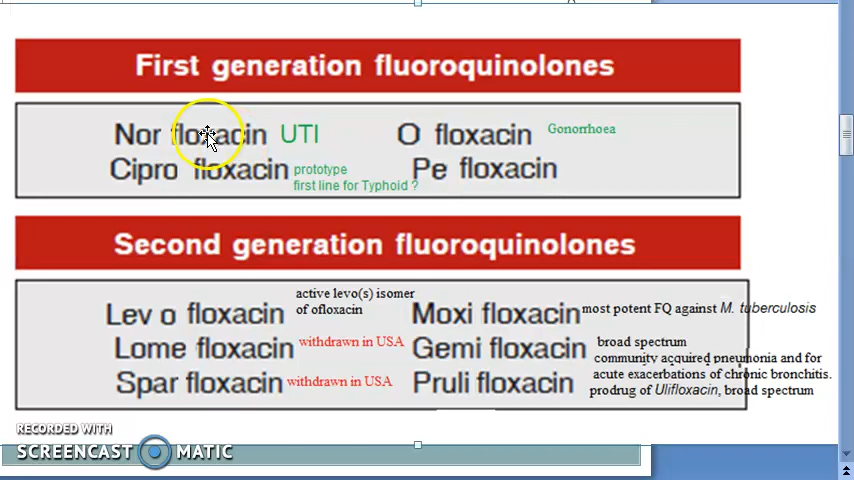 First generation fluoroquinolones
Nor floxacin UTI O floxacin Gonorrhoea
Cipro floxacin prototype Pe floxacin
first line for Typhoid ?
Second generation fluoroquinolones
Lev o floxacin active levo(s) isomer Moxi floxacin most potent FQ against M. tuberculosis
of ofloxacin
Lome floxacin withdrawn in USA Gemi floxacin broad spectrum
community acquired pneumonia and for
acute exacerbations of chronic bronchitis.
Spar floxacin withdrawn in USA Pruli floxacin prodrug of Ulifloxacin, broad spectrum
RECORDED WITH
SCREENCAST MATIC